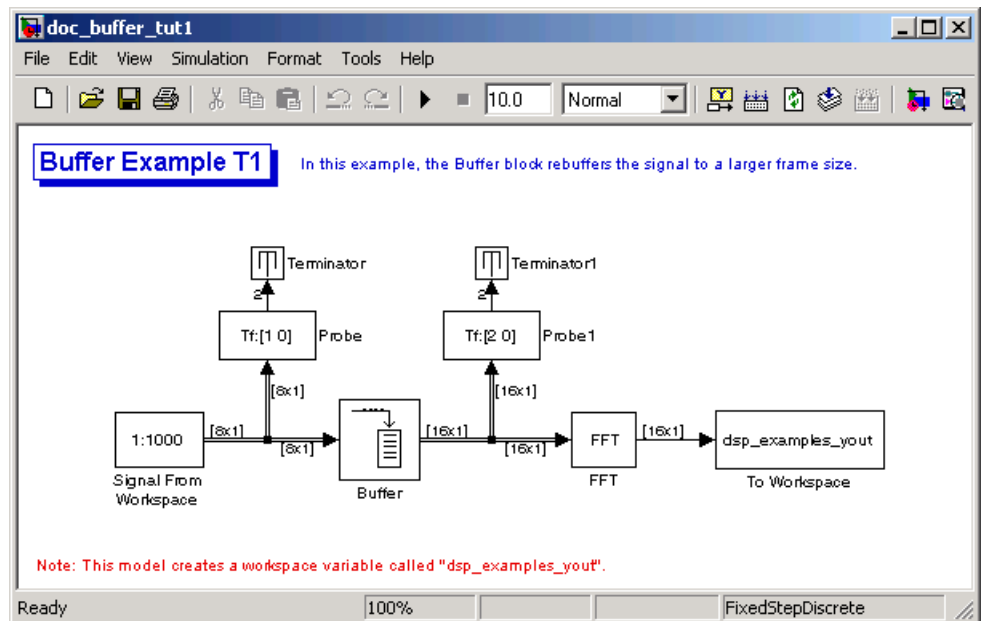 doc_buffer_tut1
File Edit View Simulation Format Tools Help
10.0 Normal
Buffer Example T1
In this example, the Buffer block rebuffers the signal to a larger frame size.
Terminator
Terminator1
2
2
Tf:[1 0]
Probe
Tf:[2 0]
Probe1
[8x1]
[16x1]
1:1000
[8x1]
[8x1]
[16x1]
[16x1]
FFT
[16x1]
dsp_examples_yout
Signal From
Workspace
Buffer
FFT
To Workspace
Note: This model creates a workspace variable called "dsp_examples_yout".
Ready 100% FixedStepDiscrete